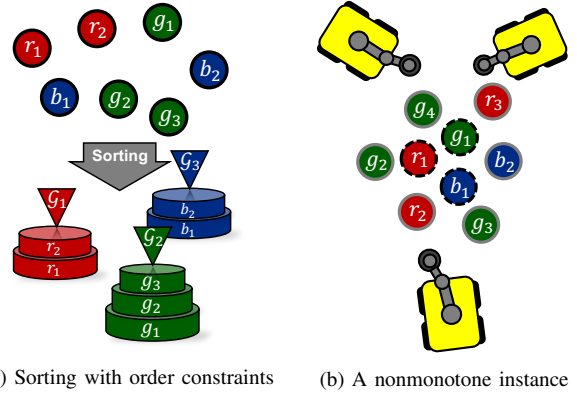 r1
r2
g1
b1
g2
g3
b2
Sorting
G1
r2
r1
G3
b2
b1
G2
g3
g2
g1
) Sorting with order constraints
g4
r3
g1
g2
r1
b2
b1
r2
g3
(b) A nonmonotone instance